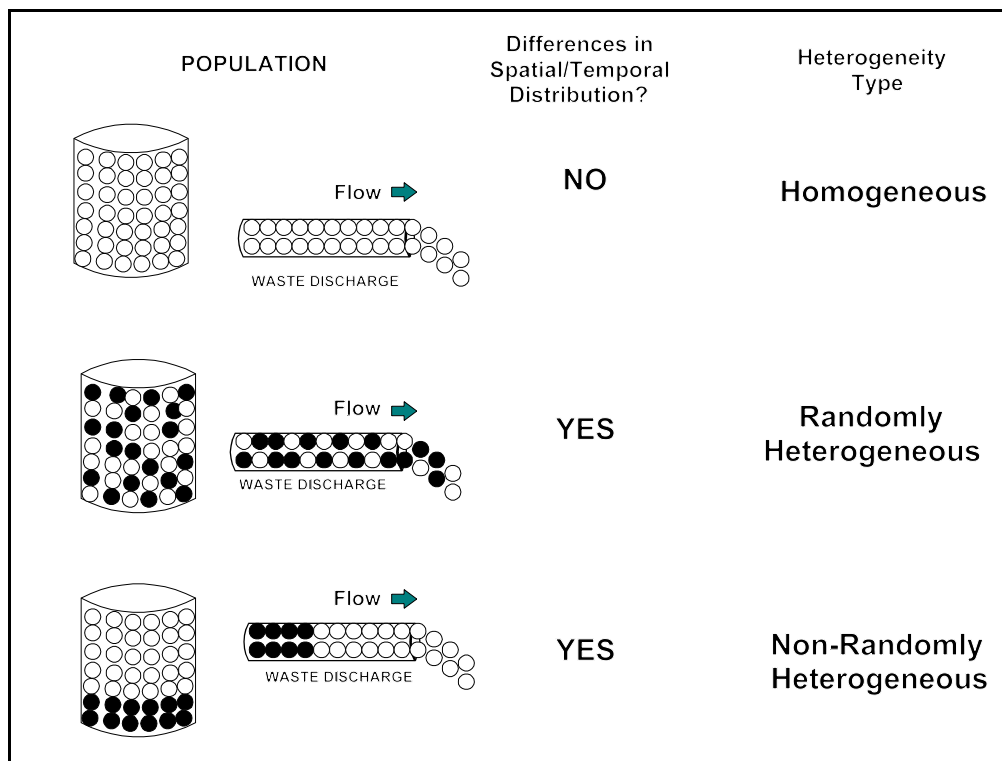 POPULATION
Differences in
Spatial/Temporal
Distribution?
Heterogeneity
Type
Flow
WASTE DISCHARGE
NO
Homogeneous
Flow
WASTE DISCHARGE
YES
Randomly
Heterogeneous
Flow
WASTE DISCHARGE
YES
Non-Randomly
Heterogeneous